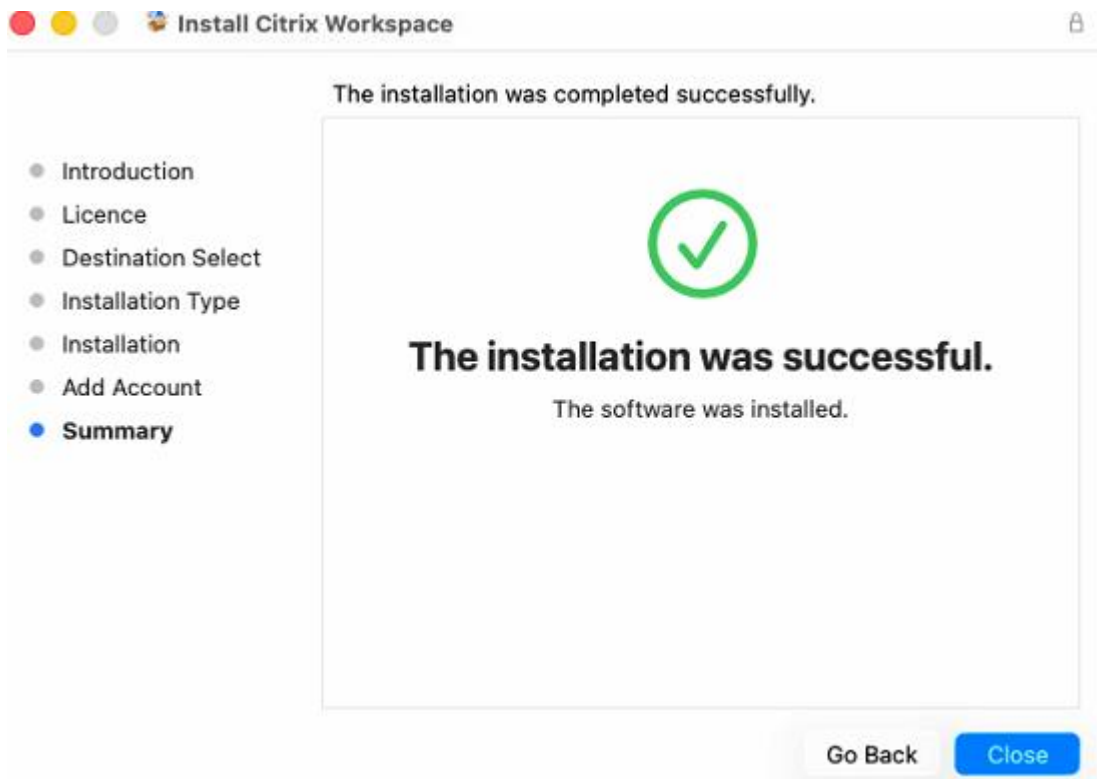 Install Citrix Workspace
The installation was completed successfully.
Introduction
Licence
Destination Select
Installation Type
Installation
Add Account
Summary
The installation was successful.
The software was installed.
Go Back
Close